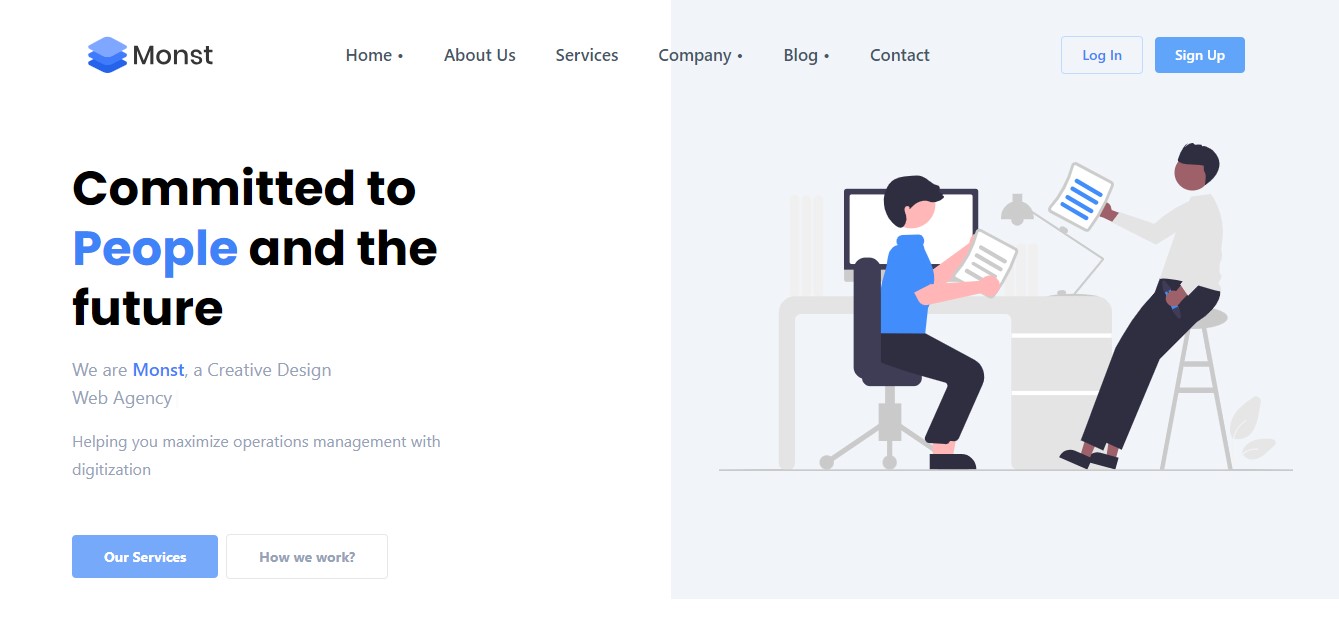 Monst
Home • About Us Services Company • Blog • Contact
Log In Sign Up
Committed to
People and the
future
We are Monst, a Creative Design
Web Agency
Helping you maximize operations management with
digitization
Our Services How we work?